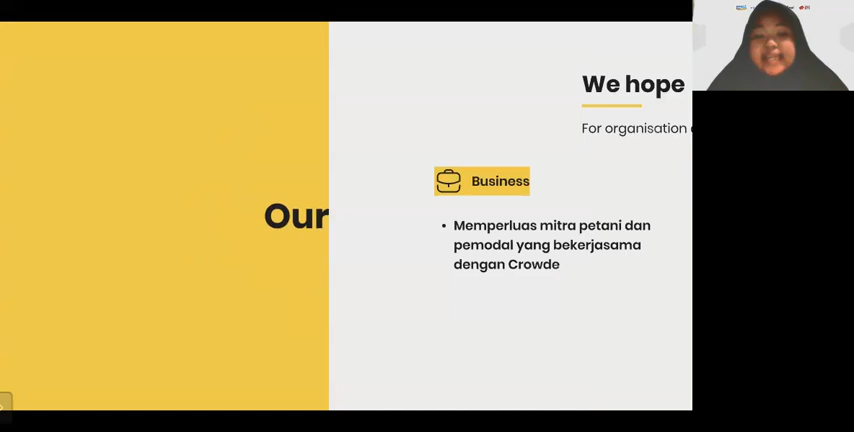 We hope
For organisation
Business
Our
• Memperluas mitra petani dan
pemodal yang bekerjasama
dengan Crowde